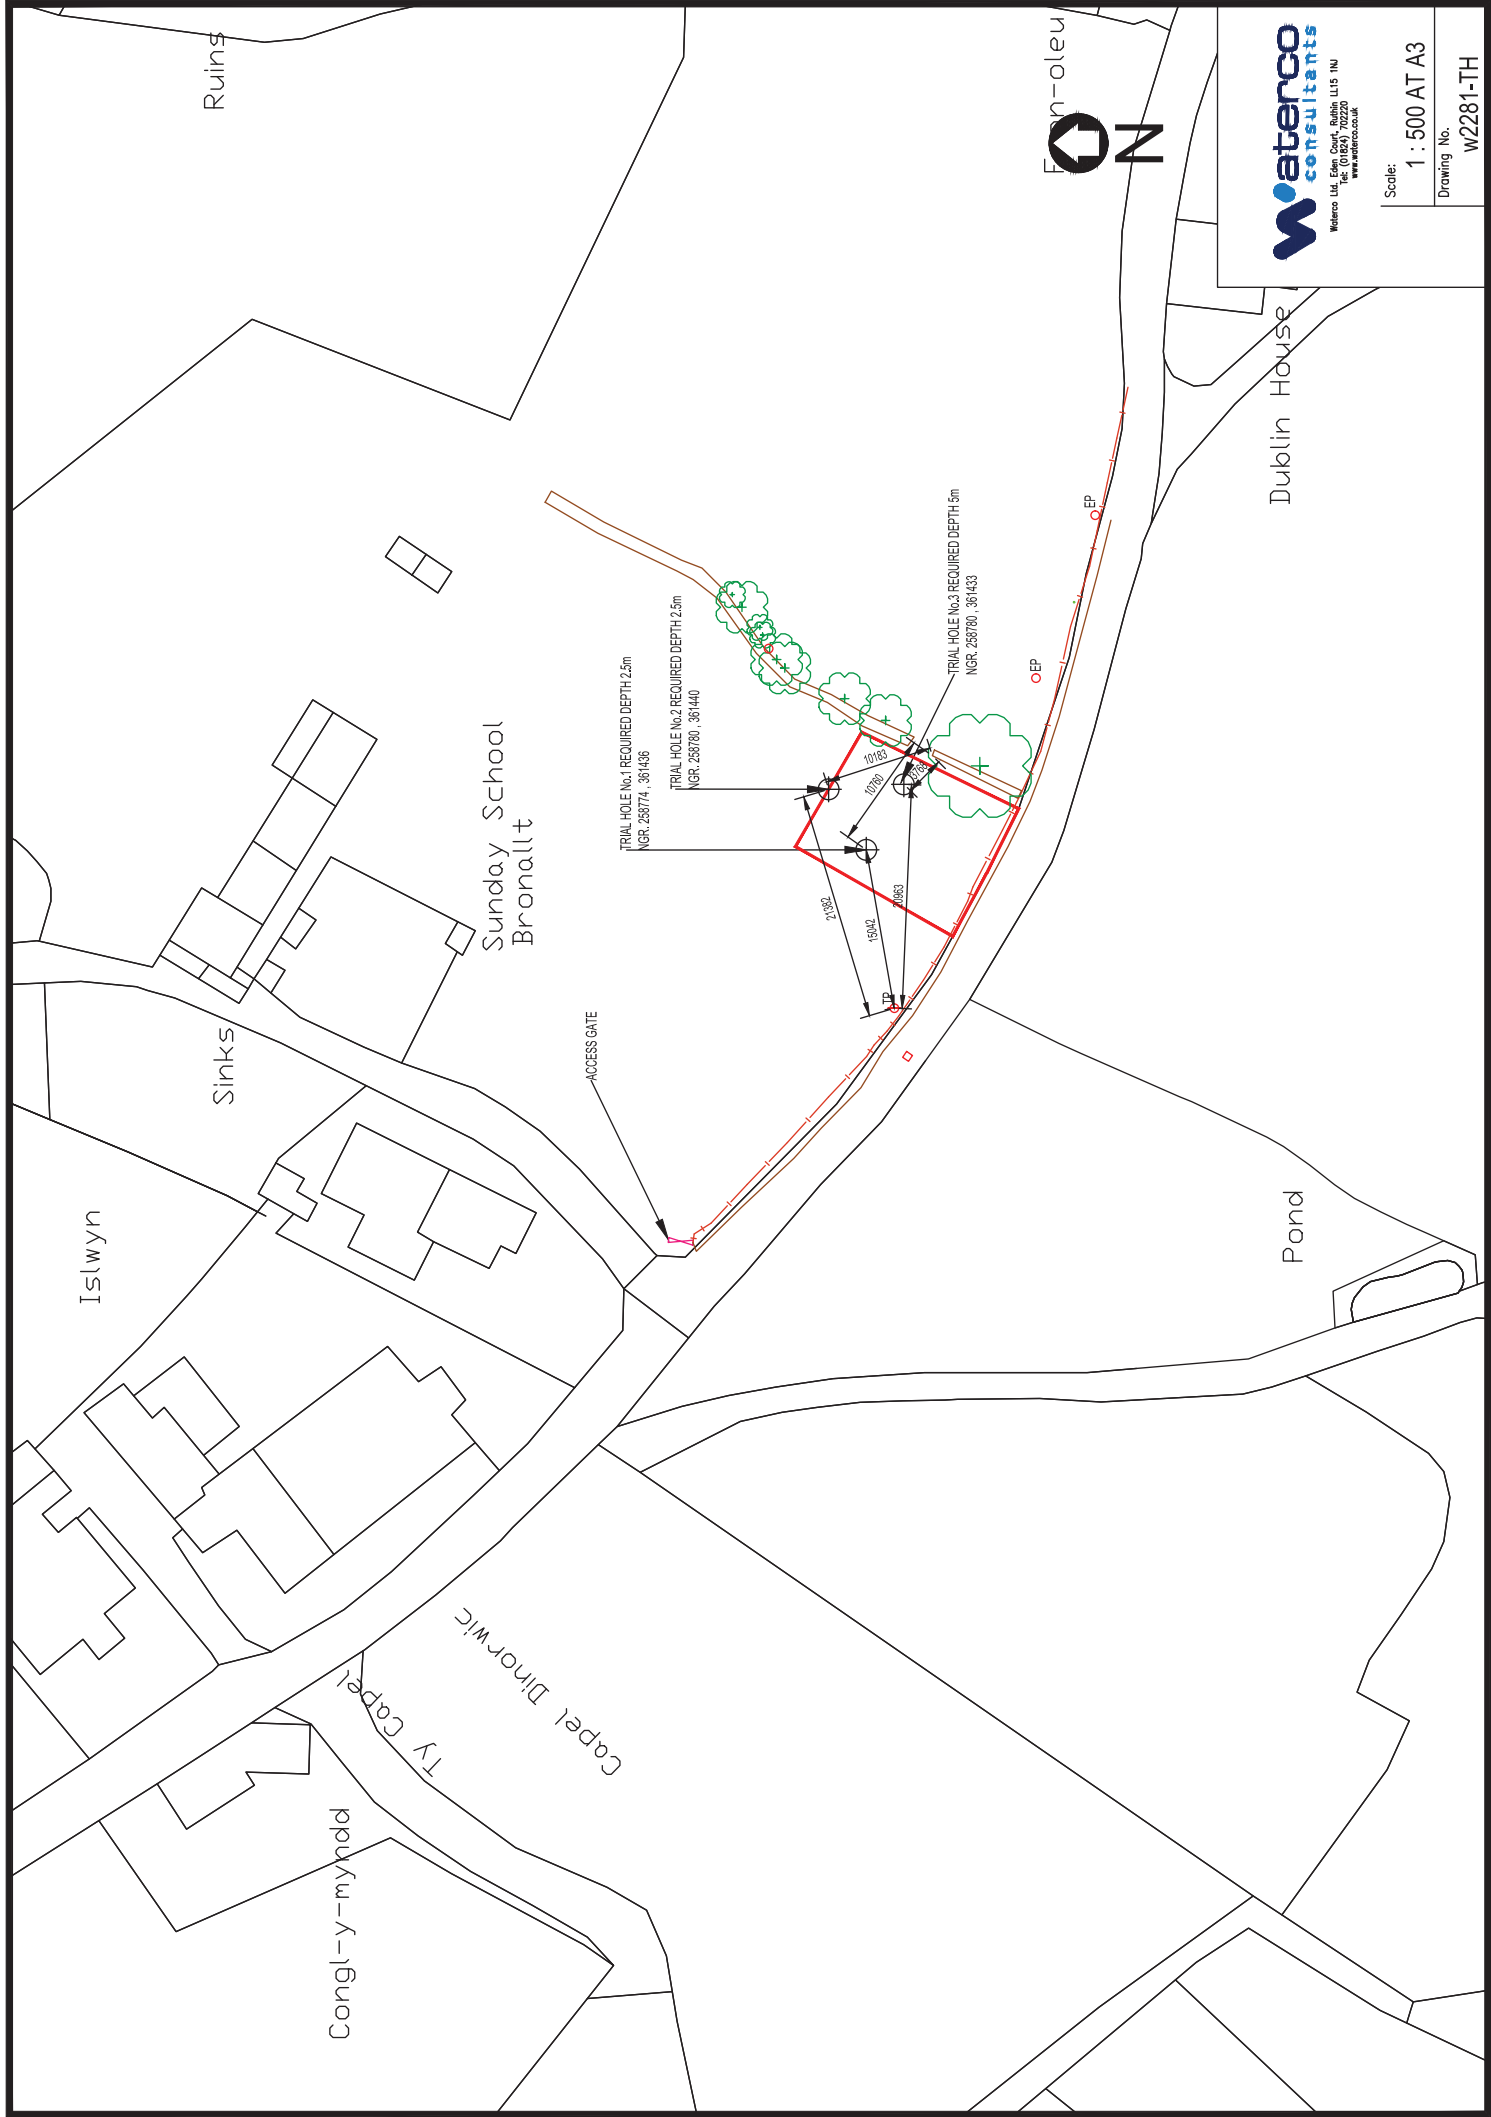 Ruins
Sinks
Islwyn
Sunday School
Bronallt
Congl-y-myndd
Ty Capel
Capel Dinorwic
Pond
Dublin House
ACCESS GATE
TRIAL HOLE No.1 REQUIRED DEPTH 2.5m
NGR. 258774 , 361436
TRIAL HOLE No.2 REQUIRED DEPTH 2.5m
NGR. 258780 , 361440
TRIAL HOLE No.3 REQUIRED DEPTH 5m
NGR. 258780 , 361433
21382
15042
20963
10183
10760
TP
EP
EP
N
waterco
consultants
Waterco Ltd. Eden Court, Ruthin LL15 1NJ
Tel: (01824) 702220
www.waterco.co.uk
Scale:
1 : 500 AT A3
Drawing No.
w2281-TH